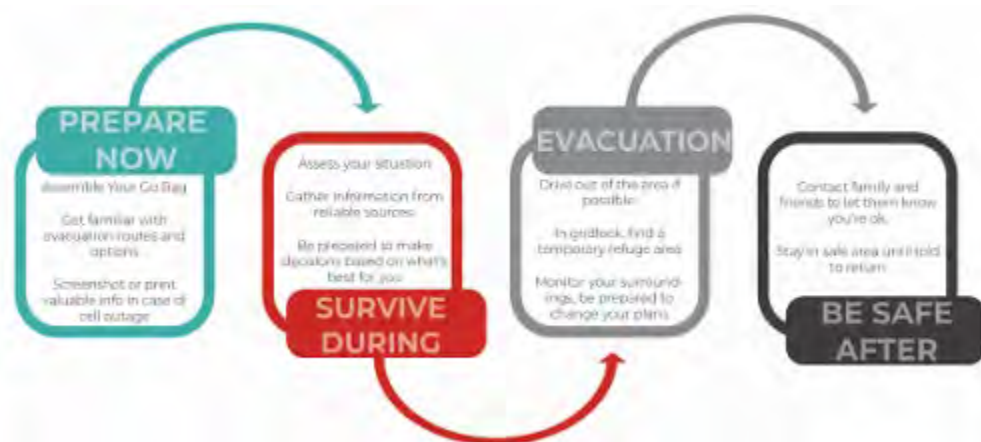 PREPARE
NOW
Assemble Your Go Bag
Get familiar with
evacuation routes and
options
Screenshot or print
valuable info in case of
cell outage
Assess your situation
Gather information from
reliable sources
Be prepared to make
decisions based on what's
best for you
SURVIVE
DURING
EVACUATION
Drive out of the area if
possible
In gridlock, find a
temporary refuge area
Monitor your surround-
ings, be prepared to
change your plans
Contact family and
friends to let them know
you're ok.
Stay in safe area until told
to return
BE SAFE
AFTER